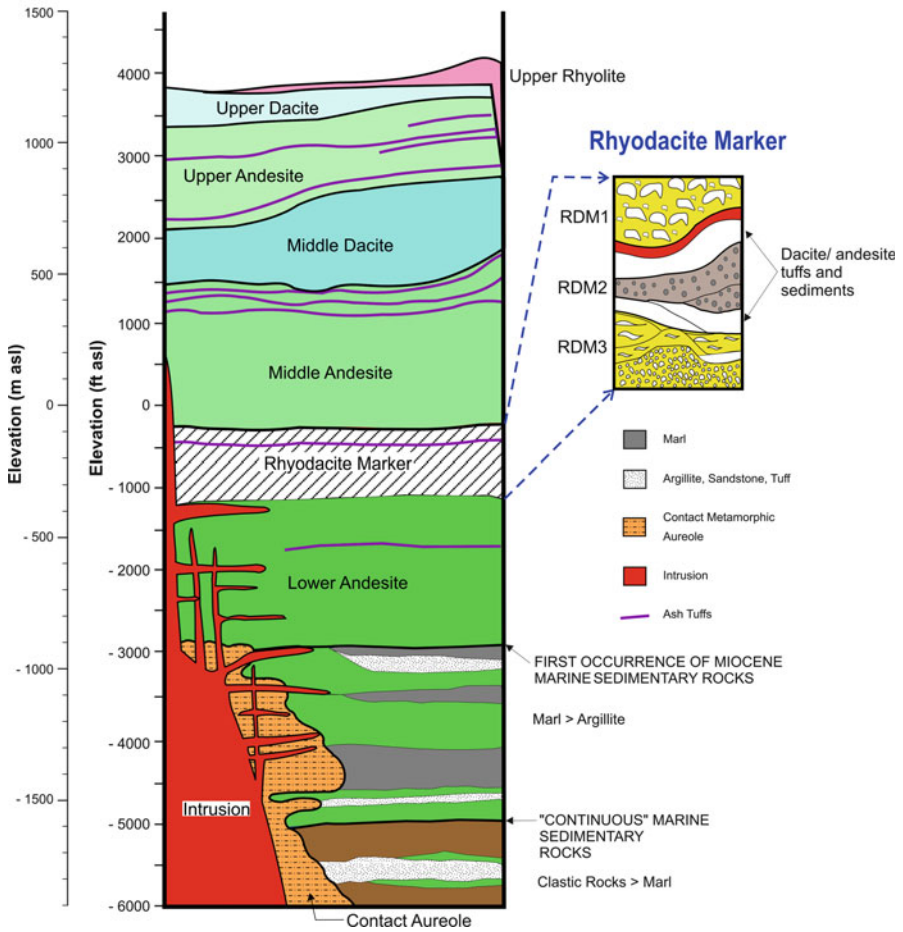 1500
1000
500
0
- 500
- 1000
- 1500
Elevation (m asl)
4000
3000
2000
1000
0
- 1000
- 2000
-3000
- 4000
-5000
-6000
Elevation (ft asl)
Upper Rhyolite
Upper Dacite
Upper Andesite
Middle Dacite
Middle Andesite
Rhyodacite Marker
Lower Andesite
Intrusion
Contact Aureole
Rhyodacite Marker
RDM1
RDM2
RDM3
Dacite/ andesite
tuffs and
sediments
Marl
Argillite, Sandstone, Tuff
Contact Metamorphic
Aureole
Intrusion
Ash Tuffs
FIRST OCCURRENCE OF MIOCENE
MARINE SEDIMENTARY ROCKS
Marl > Argillite
"CONTINUOUS" MARINE
SEDIMENTARY
ROCKS
Clastic Rocks > Marl